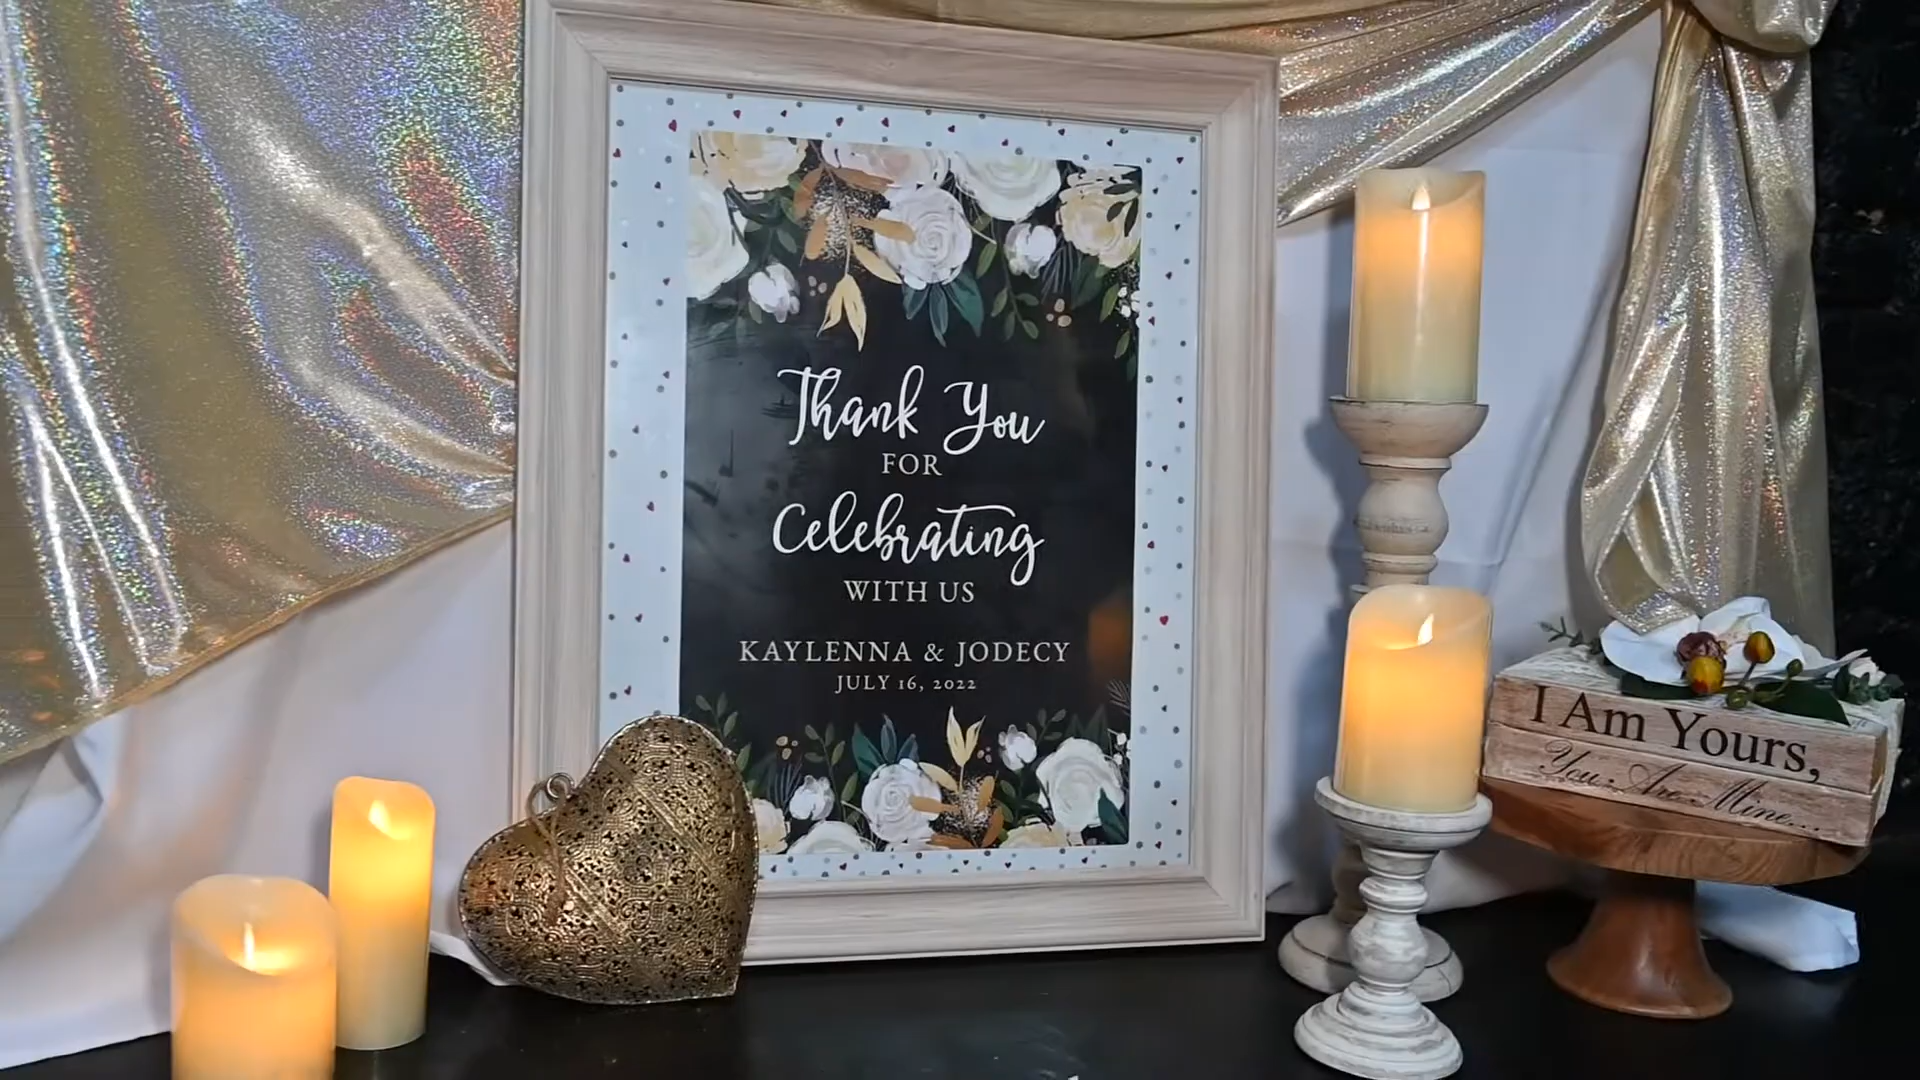 Thank You
FOR
Celebrating
WITH US
KAYLENNA & JODECY
JULY 16, 2022
I Am Yours,
You Are Mine...